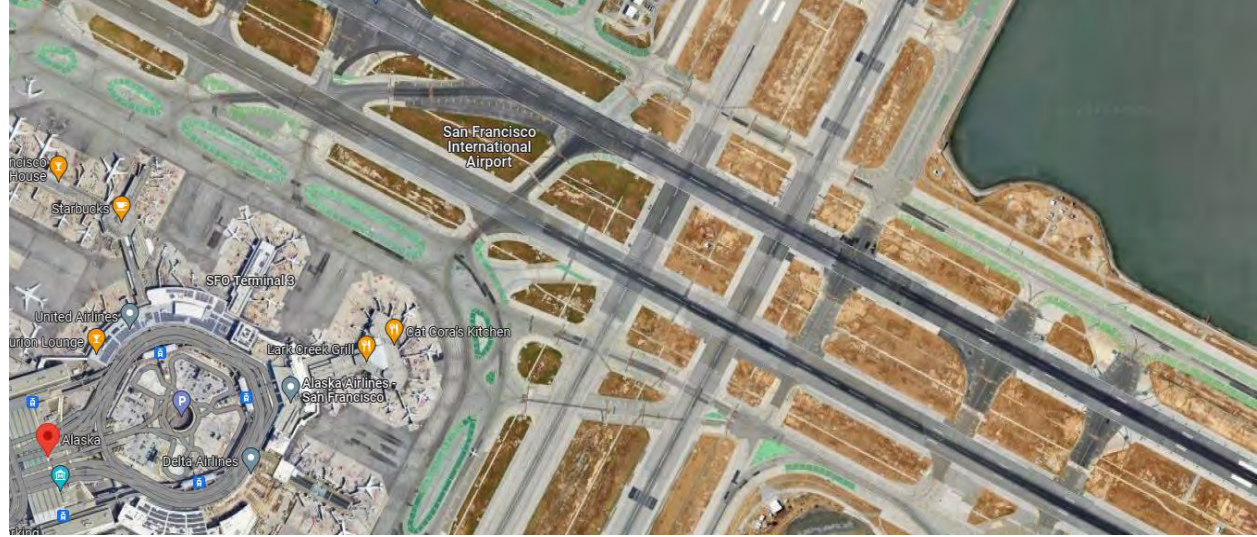 San Francisco
International
Airport
ncisco
House
Starbucks
SFO Terminal 3
United Airlines
urion Lounge
Cat Cora's Kitchen
Lark Creek Grill
Alaska Airlines -
San Francisco
P
Alaska
Delta Airlines
rking